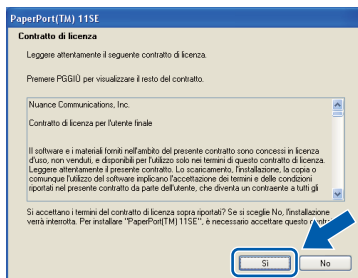 PaperPort(TM) 11SE
Contratto di licenza
Leggere attentamente il seguente contratto di licenza.
Premere PGGIÙ per visualizzare il resto del contratto.
Nuance Communications, Inc.
Contratto di licenza per l'utente finale
Il software e i materiali forniti nell'ambito del presente contratto sono concessi in licenza
d'uso, non venduti, e disponibili per l'utilizzo solo nei termini di questo contratto di licenza.
Leggere attentamente il presente contratto. Lo scaricamento, l'installazione, la copia o
comunque l'utilizzo del software implicano l'accettazione dei termini e delle condizioni
riportati nel presente contratto da parte dell'utente, che diventa un contraente a tutti gli
Si accettano i termini del contratto di licenza sopra riportati? Se si sceglie No, l'installazione
verrà interrotta. Per installare "PaperPort(TM) 11SE", è necessario accettare questo
Sì
No